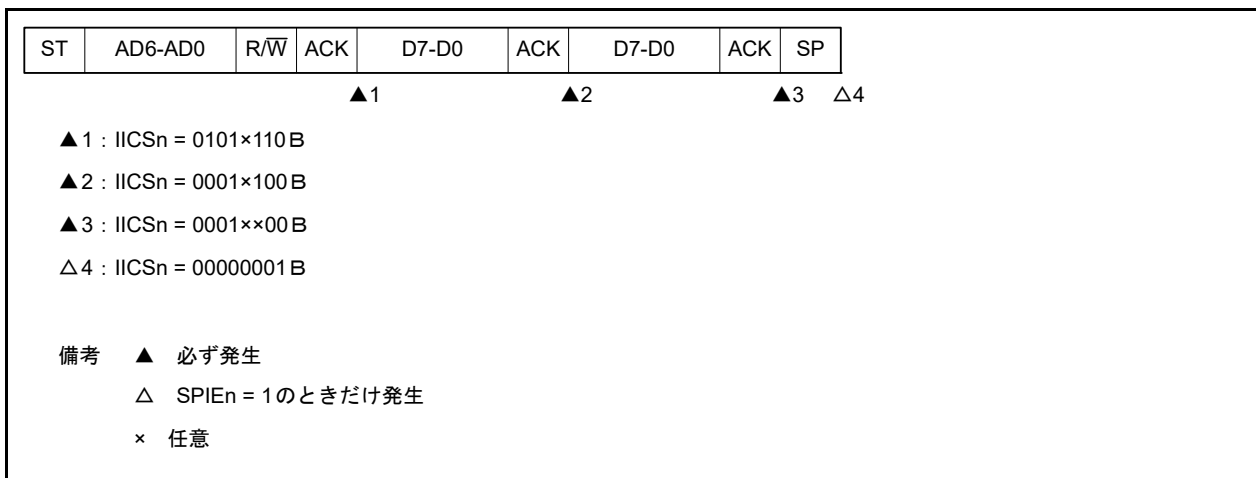 ST AD6-AD0 R/W̅ ACK D7-D0 ACK D7-D0 ACK SP
▲1 ▲2 ▲3 △4
▲1：IICSn = 0101×110B
▲2：IICSn = 0001×100B
▲3：IICSn = 0001××00B
△4：IICSn = 00000001B
備考 ▲ 必ず発生
△ SPIEn = 1のときだけ発生
× 任意